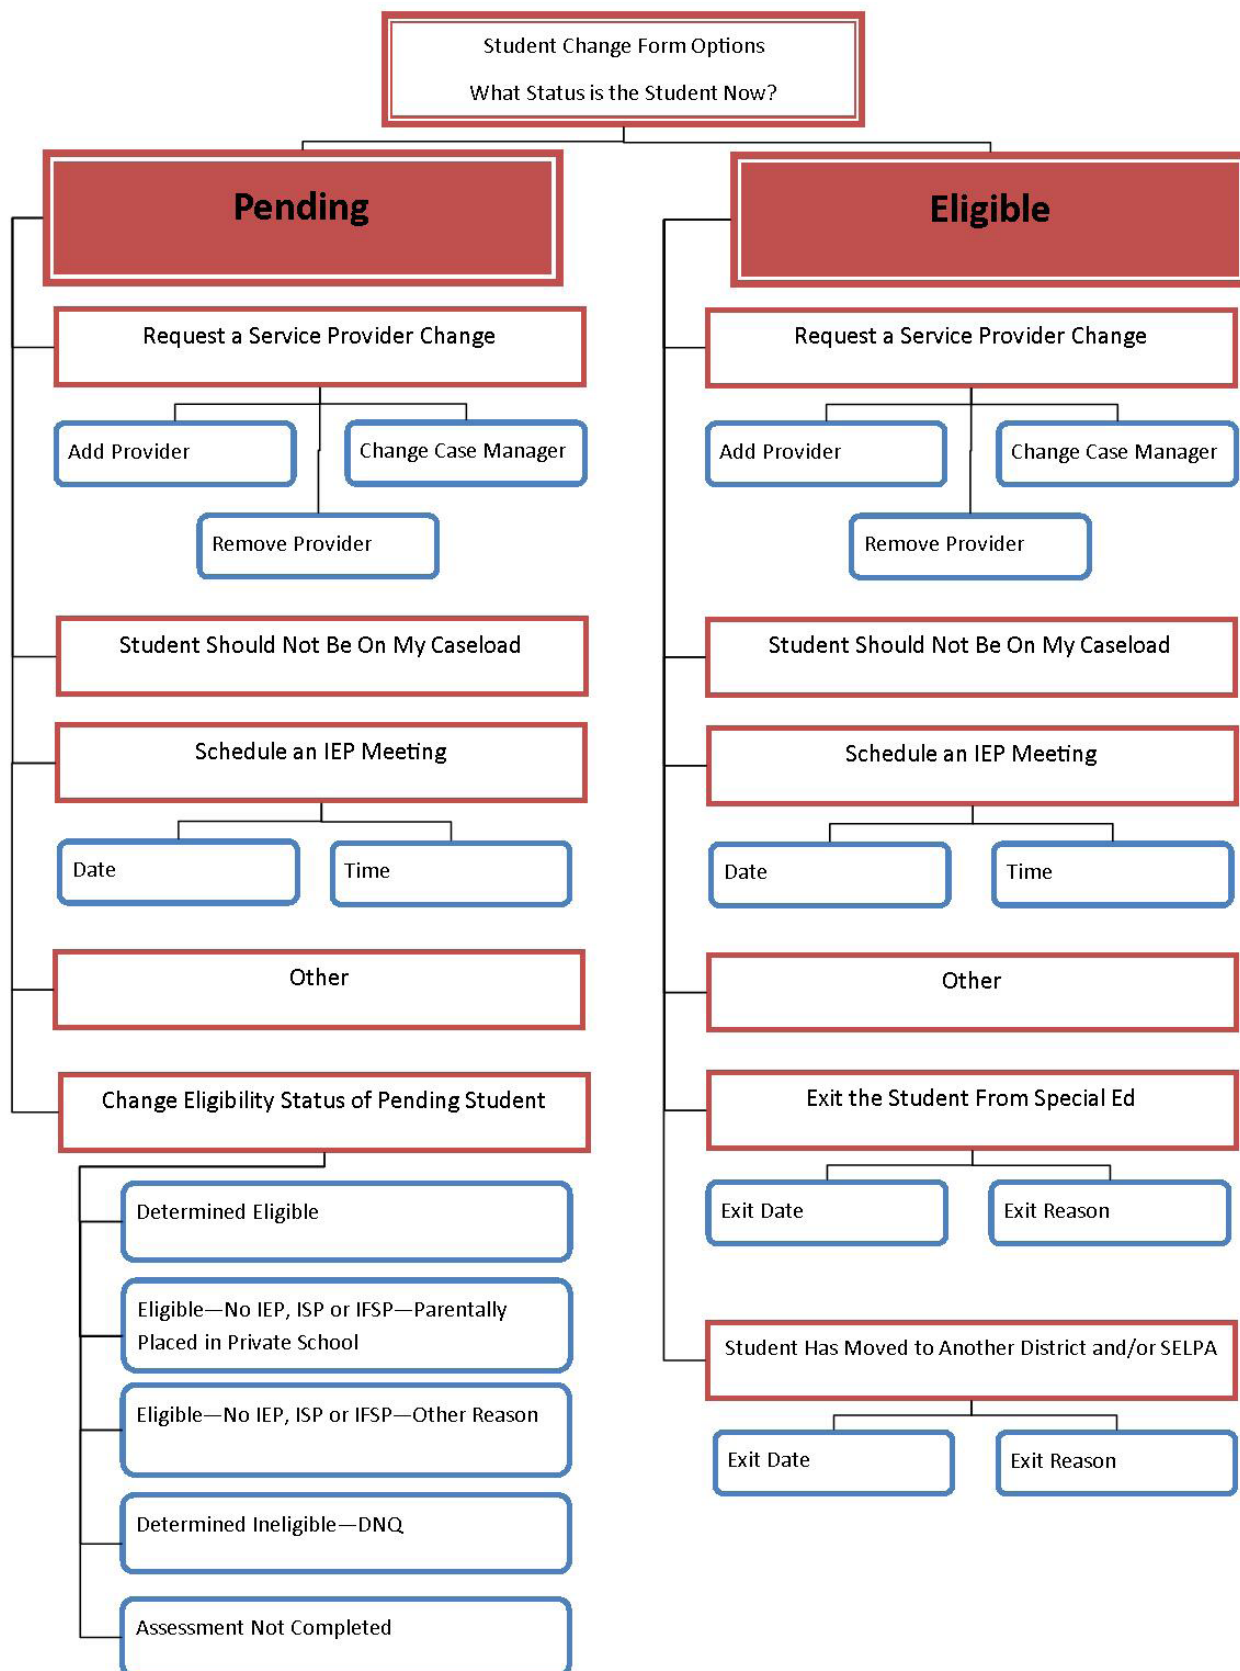 Student Change Form Options
What Status is the Student Now?
Pending
Request a Service Provider Change
Add Provider
Change Case Manager
Remove Provider
Student Should Not Be On My Caseload
Schedule an IEP Meeting
Date
Time
Other
Change Eligibility Status of Pending Student
Determined Eligible
Eligible—No IEP, ISP or IFSP—Parentally
Placed in Private School
Eligible—No IEP, ISP or IFSP—Other Reason
Determined Ineligible—DNQ
Assessment Not Completed
Eligible
Request a Service Provider Change
Add Provider
Change Case Manager
Remove Provider
Student Should Not Be On My Caseload
Schedule an IEP Meeting
Date
Time
Other
Exit the Student From Special Ed
Exit Date
Exit Reason
Student Has Moved to Another District and/or SELPA
Exit Date
Exit Reason